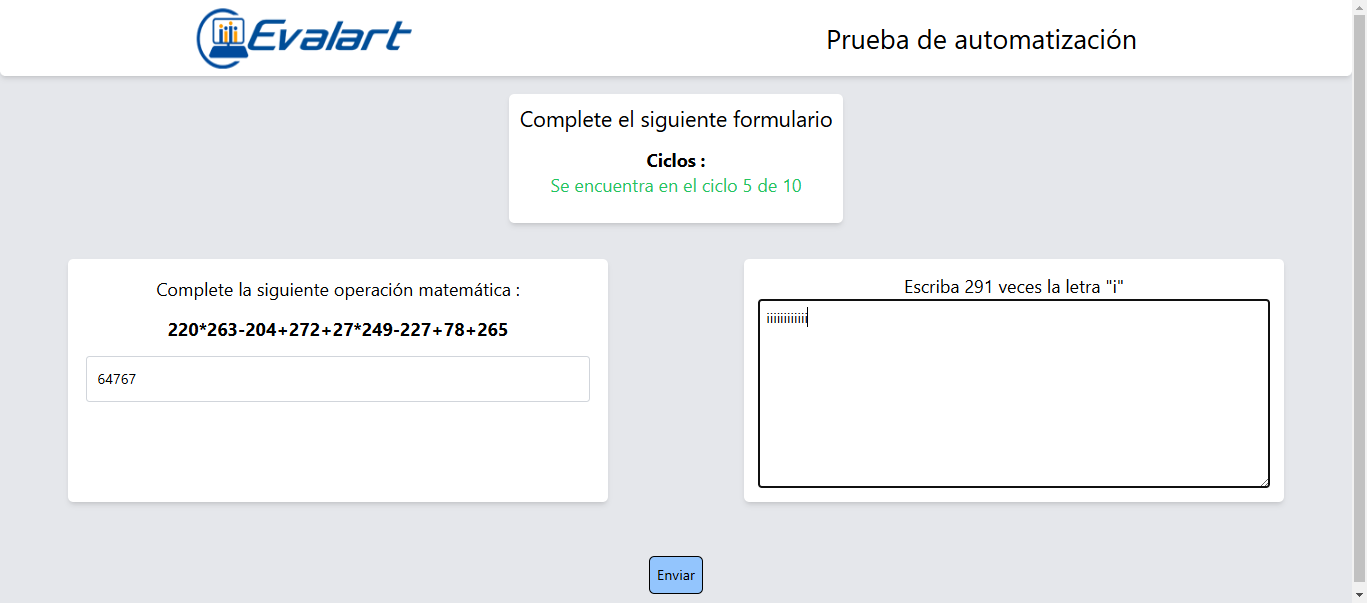 Evalart
Prueba de automatización
Complete el siguiente formulario
Ciclos :
Se encuentra en el ciclo 5 de 10
Complete la siguiente operación matemática :
220*263-204+272+27*249-227+78+265
64767
Escriba 291 veces la letra "i"
iiiiiiiiiiii
Enviar